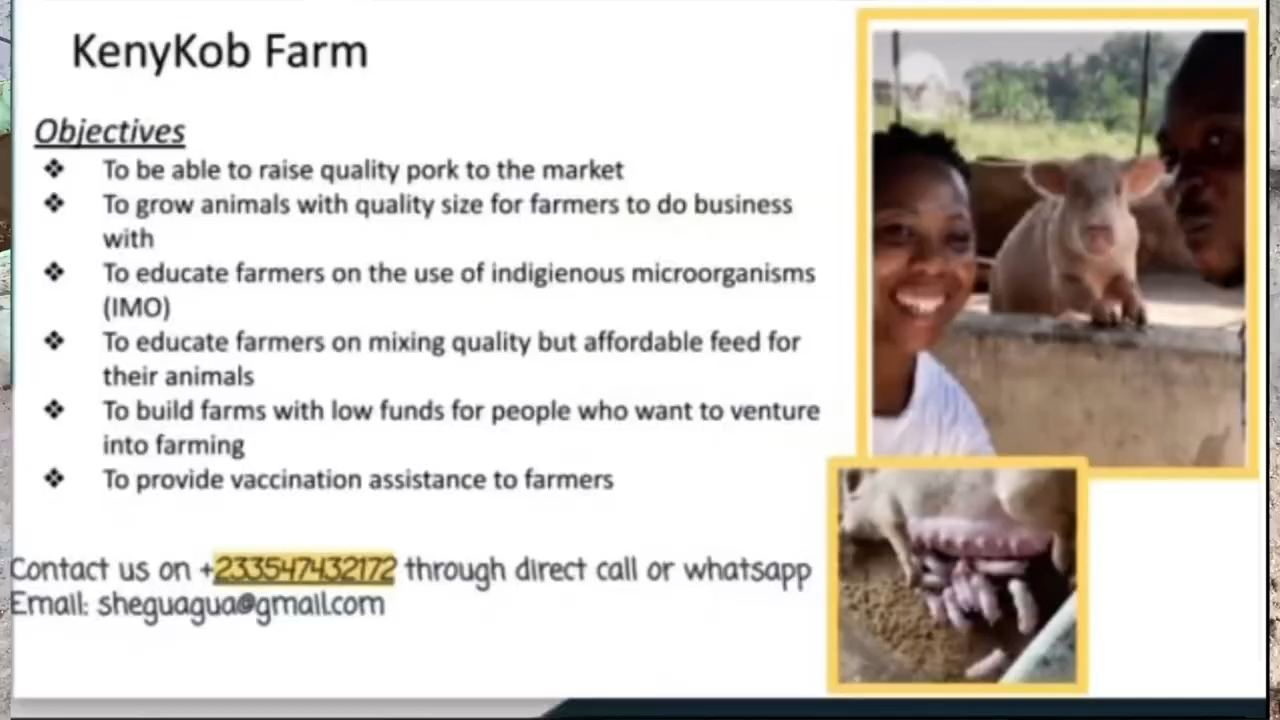 KenyKob Farm
Objectives
❖ To be able to raise quality pork to the market
❖ To grow animals with quality size for farmers to do business
with
❖ To educate farmers on the use of indigienous microorganisms
(IMO)
❖ To educate farmers on mixing quality but affordable feed for
their animals
❖ To build farms with low funds for people who want to venture
into farming
❖ To provide vaccination assistance to farmers
Contact us on +233547432172 through direct call or whatsapp
Email: sheguagua@gmail.com